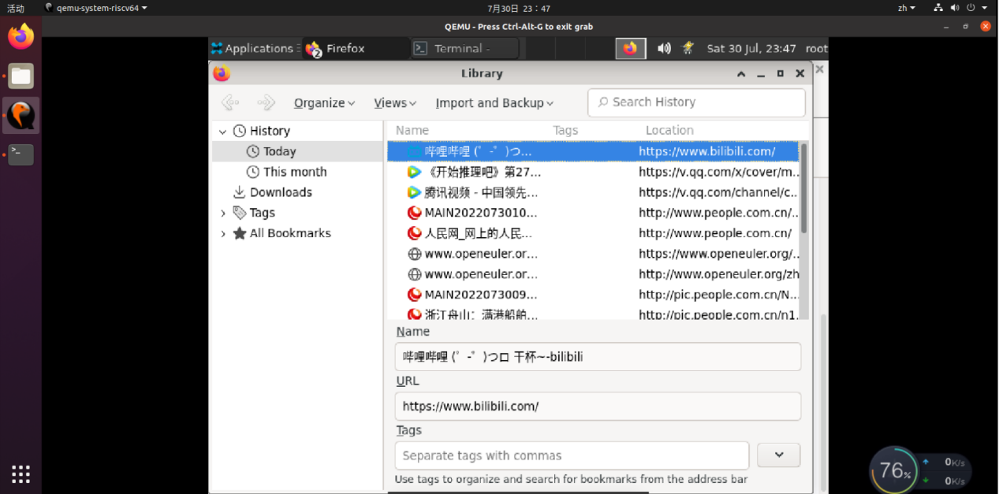 活动 qemu-system-riscv64 7月30日 23：47 zh
QEMU - Press Ctrl-Alt-G to exit grab
Applications Firefox Terminal - Sat 30 Jul, 23:47 root
2
Library
Organize Views Import and Backup Search History
History
Today
This month
Downloads
Tags
All Bookmarks
Name Tags Location
哔哩哔哩 (゜-゜)つ… https://www.bilibili.com/
《开始推理吧》第27… https://v.qq.com/x/cover/m…
腾讯视频 - 中国领先… https://v.qq.com/channel/c…
MAIN2022073010… http://www.people.com.cn/…
人民网_网上的人民… http://www.people.com.cn/
www.openeuler.or… https://www.openeuler.org/…
www.openeuler.or… http://www.openeuler.org/zh
MAIN2022073009… http://pic.people.com.cn/N…
浙江舟山：满港船舶… http://pic.people.com.cn/n1…
Name
哔哩哔哩 (゜-゜)つロ 干杯~-bilibili
URL
https://www.bilibili.com/
Tags
Separate tags with commas
Use tags to organize and search for bookmarks from the address bar
76%
0K/s
0K/s